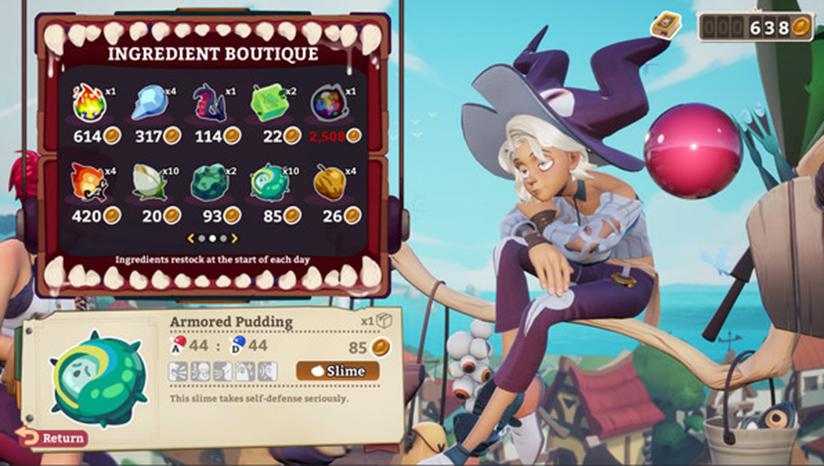 000638
INGREDIENT BOUTIQUE
x1 x4 x1 x2 x1
614 317 114 22 2,508
x4 x10 x2 x10 x4
420 20 93 85 26
Ingredients restock at the start of each day
Armored Pudding x1
A 44 : D 44 85
Slime
This slime takes self-defense seriously.
Return